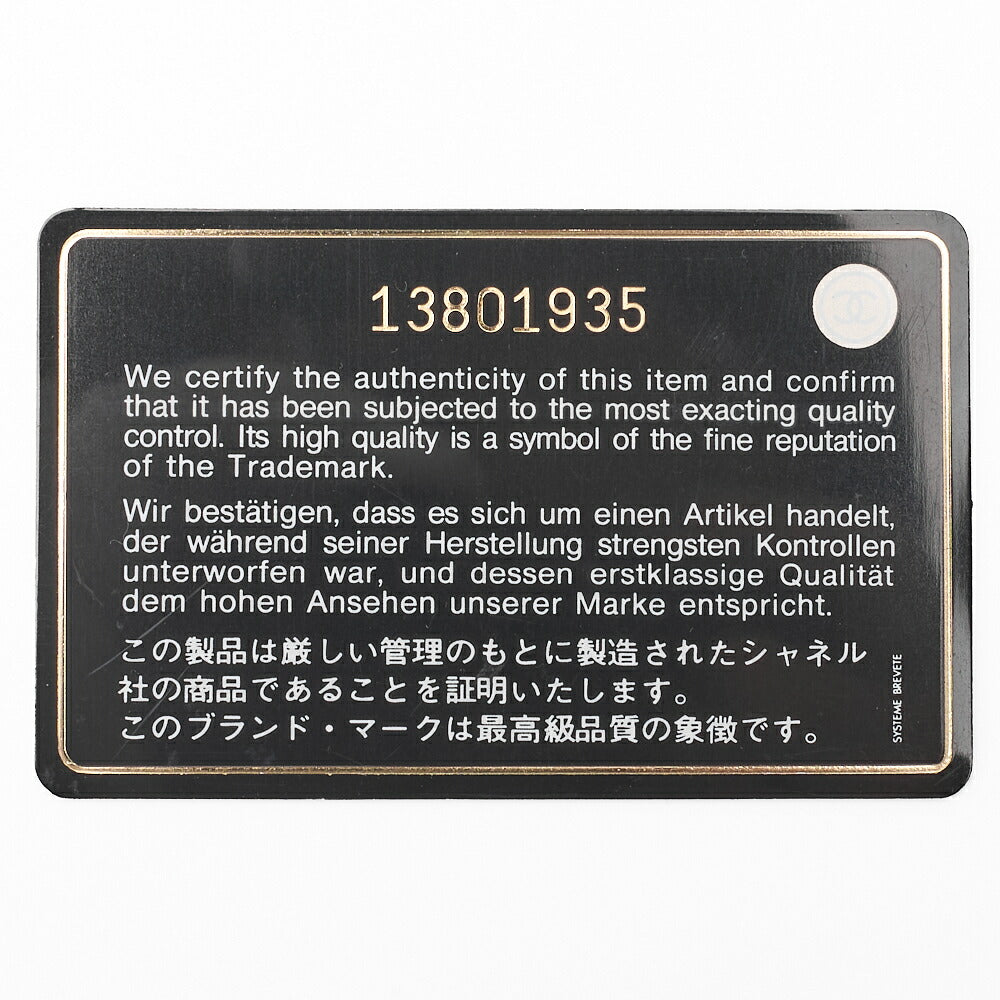 13801935
We certify the authenticity of this item and confirm
that it has been subjected to the most exacting quality
control. Its high quality is a symbol of the fine reputation
of the Trademark.
Wir bestätigen, dass es sich um einen Artikel handelt,
der während seiner Herstellung strengsten Kontrollen
unterworfen war, und dessen erstklassige Qualität
dem hohen Ansehen unserer Marke entspricht.
この製品は厳しい管理のもとに製造されたシャネル
社の商品であることを証明いたします。
このブランド・マークは最高級品質の象徴です。
SYSTEME BREVETE